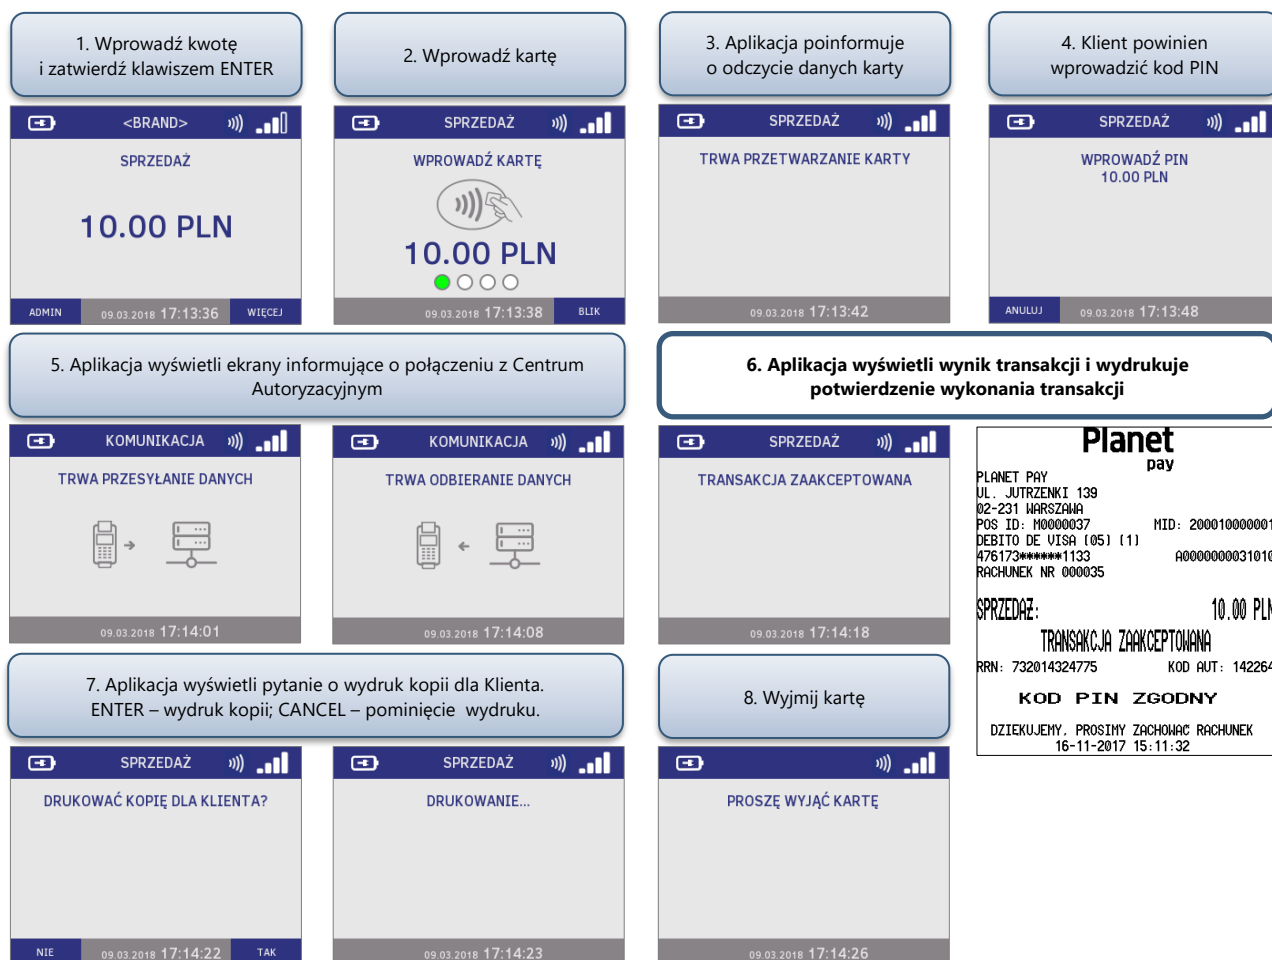 1. Wprowadź kwotę
i zatwierdź klawiszem ENTER
2. Wprowadź kartę
3. Aplikacja poinformuje
o odczycie danych karty
4. Klient powinien
wprowadzić kod PIN
<BRAND>
SPRZEDAŻ
10.00 PLN
ADMIN 09.03.2018 17:13:36 WIĘCEJ
SPRZEDAŻ
WPROWADŹ KARTĘ
10.00 PLN
09.03.2018 17:13:38 BLIK
SPRZEDAŻ
TRWA PRZETWARZANIE KARTY
09.03.2018 17:13:42
SPRZEDAŻ
WPROWADŹ PIN
10.00 PLN
ANULUJ 09.03.2018 17:13:48
5. Aplikacja wyświetli ekrany informujące o połączeniu z Centrum
Autoryzacyjnym
6. Aplikacja wyświetli wynik transakcji i wydrukuje
potwierdzenie wykonania transakcji
KOMUNIKACJA
TRWA PRZESYŁANIE DANYCH
09.03.2018 17:14:01
KOMUNIKACJA
TRWA ODBIERANIE DANYCH
09.03.2018 17:14:08
SPRZEDAŻ
TRANSAKCJA ZAAKCEPTOWANA
09.03.2018 17:14:18
Planet
pay
PLANET PAY
UL. JUTRZENKI 139
02-231 WARSZAWA
POS ID: M0000037 MID: 200010000001
DEBITO DE VISA (05) (1)
476173******1133 A0000000031010
RACHUNEK NR 000035
SPRZEDAŻ: 10.00 PLN
TRANSAKCJA ZAAKCEPTOWANA
RRN: 732014324775 KOD AUT: 142264
KOD PIN ZGODNY
DZIEKUJEMY, PROSIMY ZACHOWAĆ RACHUNEK
16-11-2017 15:11:32
7. Aplikacja wyświetli pytanie o wydruk kopii dla Klienta.
ENTER – wydruk kopii; CANCEL – pominięcie wydruku.
8. Wyjmij kartę
SPRZEDAŻ
DRUKOWAĆ KOPIĘ DLA KLIENTA?
NIE 09.03.2018 17:14:22 TAK
SPRZEDAŻ
DRUKOWANIE...
09.03.2018 17:14:23
PROSZĘ WYJĄĆ KARTĘ
09.03.2018 17:14:26